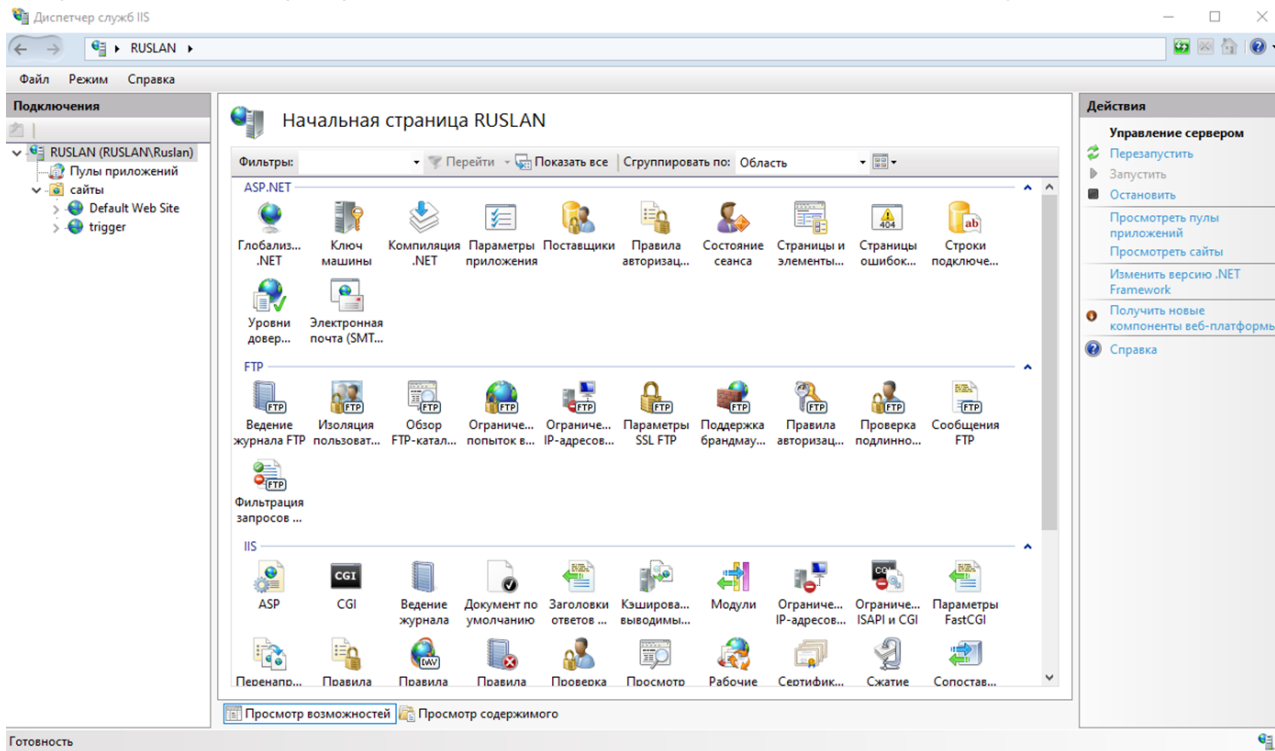 Диспетчер служб IIS
RUSLAN
Файл Режим Справка
Подключения
RUSLAN (RUSLAN\Ruslan)
Пулы приложений
сайты
Default Web Site
trigger
Начальная страница RUSLAN
Фильтры: Перейти Показать все Сгруппировать по: Область
ASP.NET
Глобализ... Ключ Компиляция Параметры Поставщики Правила Состояние Страницы и Страницы Строки
.NET машины .NET приложения авторизац... сеанса элементы... ошибок... подключе...
Уровни Электронная
довер... почта (SMT...
FTP
Ведение Изоляция Обзор Ограниче... Ограниче... Параметры Поддержка Правила Проверка Сообщения
журнала FTP пользоват... FTP-катал... попыток в... IP-адресов... SSL FTP брандмау... авторизац... подлинно... FTP
Фильтрация
запросов ...
IIS
ASP CGI Ведение Документ по Заголовки Кэширова... Модули Ограниче... Ограниче... Параметры
журнала умолчанию ответов ... выводимы... IP-адресов... ISAPI и CGI FastCGI
Перенапр... Правила Правила Правила Проверка Просмотр Рабочие Сертифик... Сжатие Сопостав...
Просмотр возможностей Просмотр содержимого
Действия
Управление сервером
Перезапустить
Запустить
Остановить
Просмотреть пулы
приложений
Просмотреть сайты
Изменить версию .NET
Framework
Получить новые
компоненты веб-платформы
Справка
Готовность